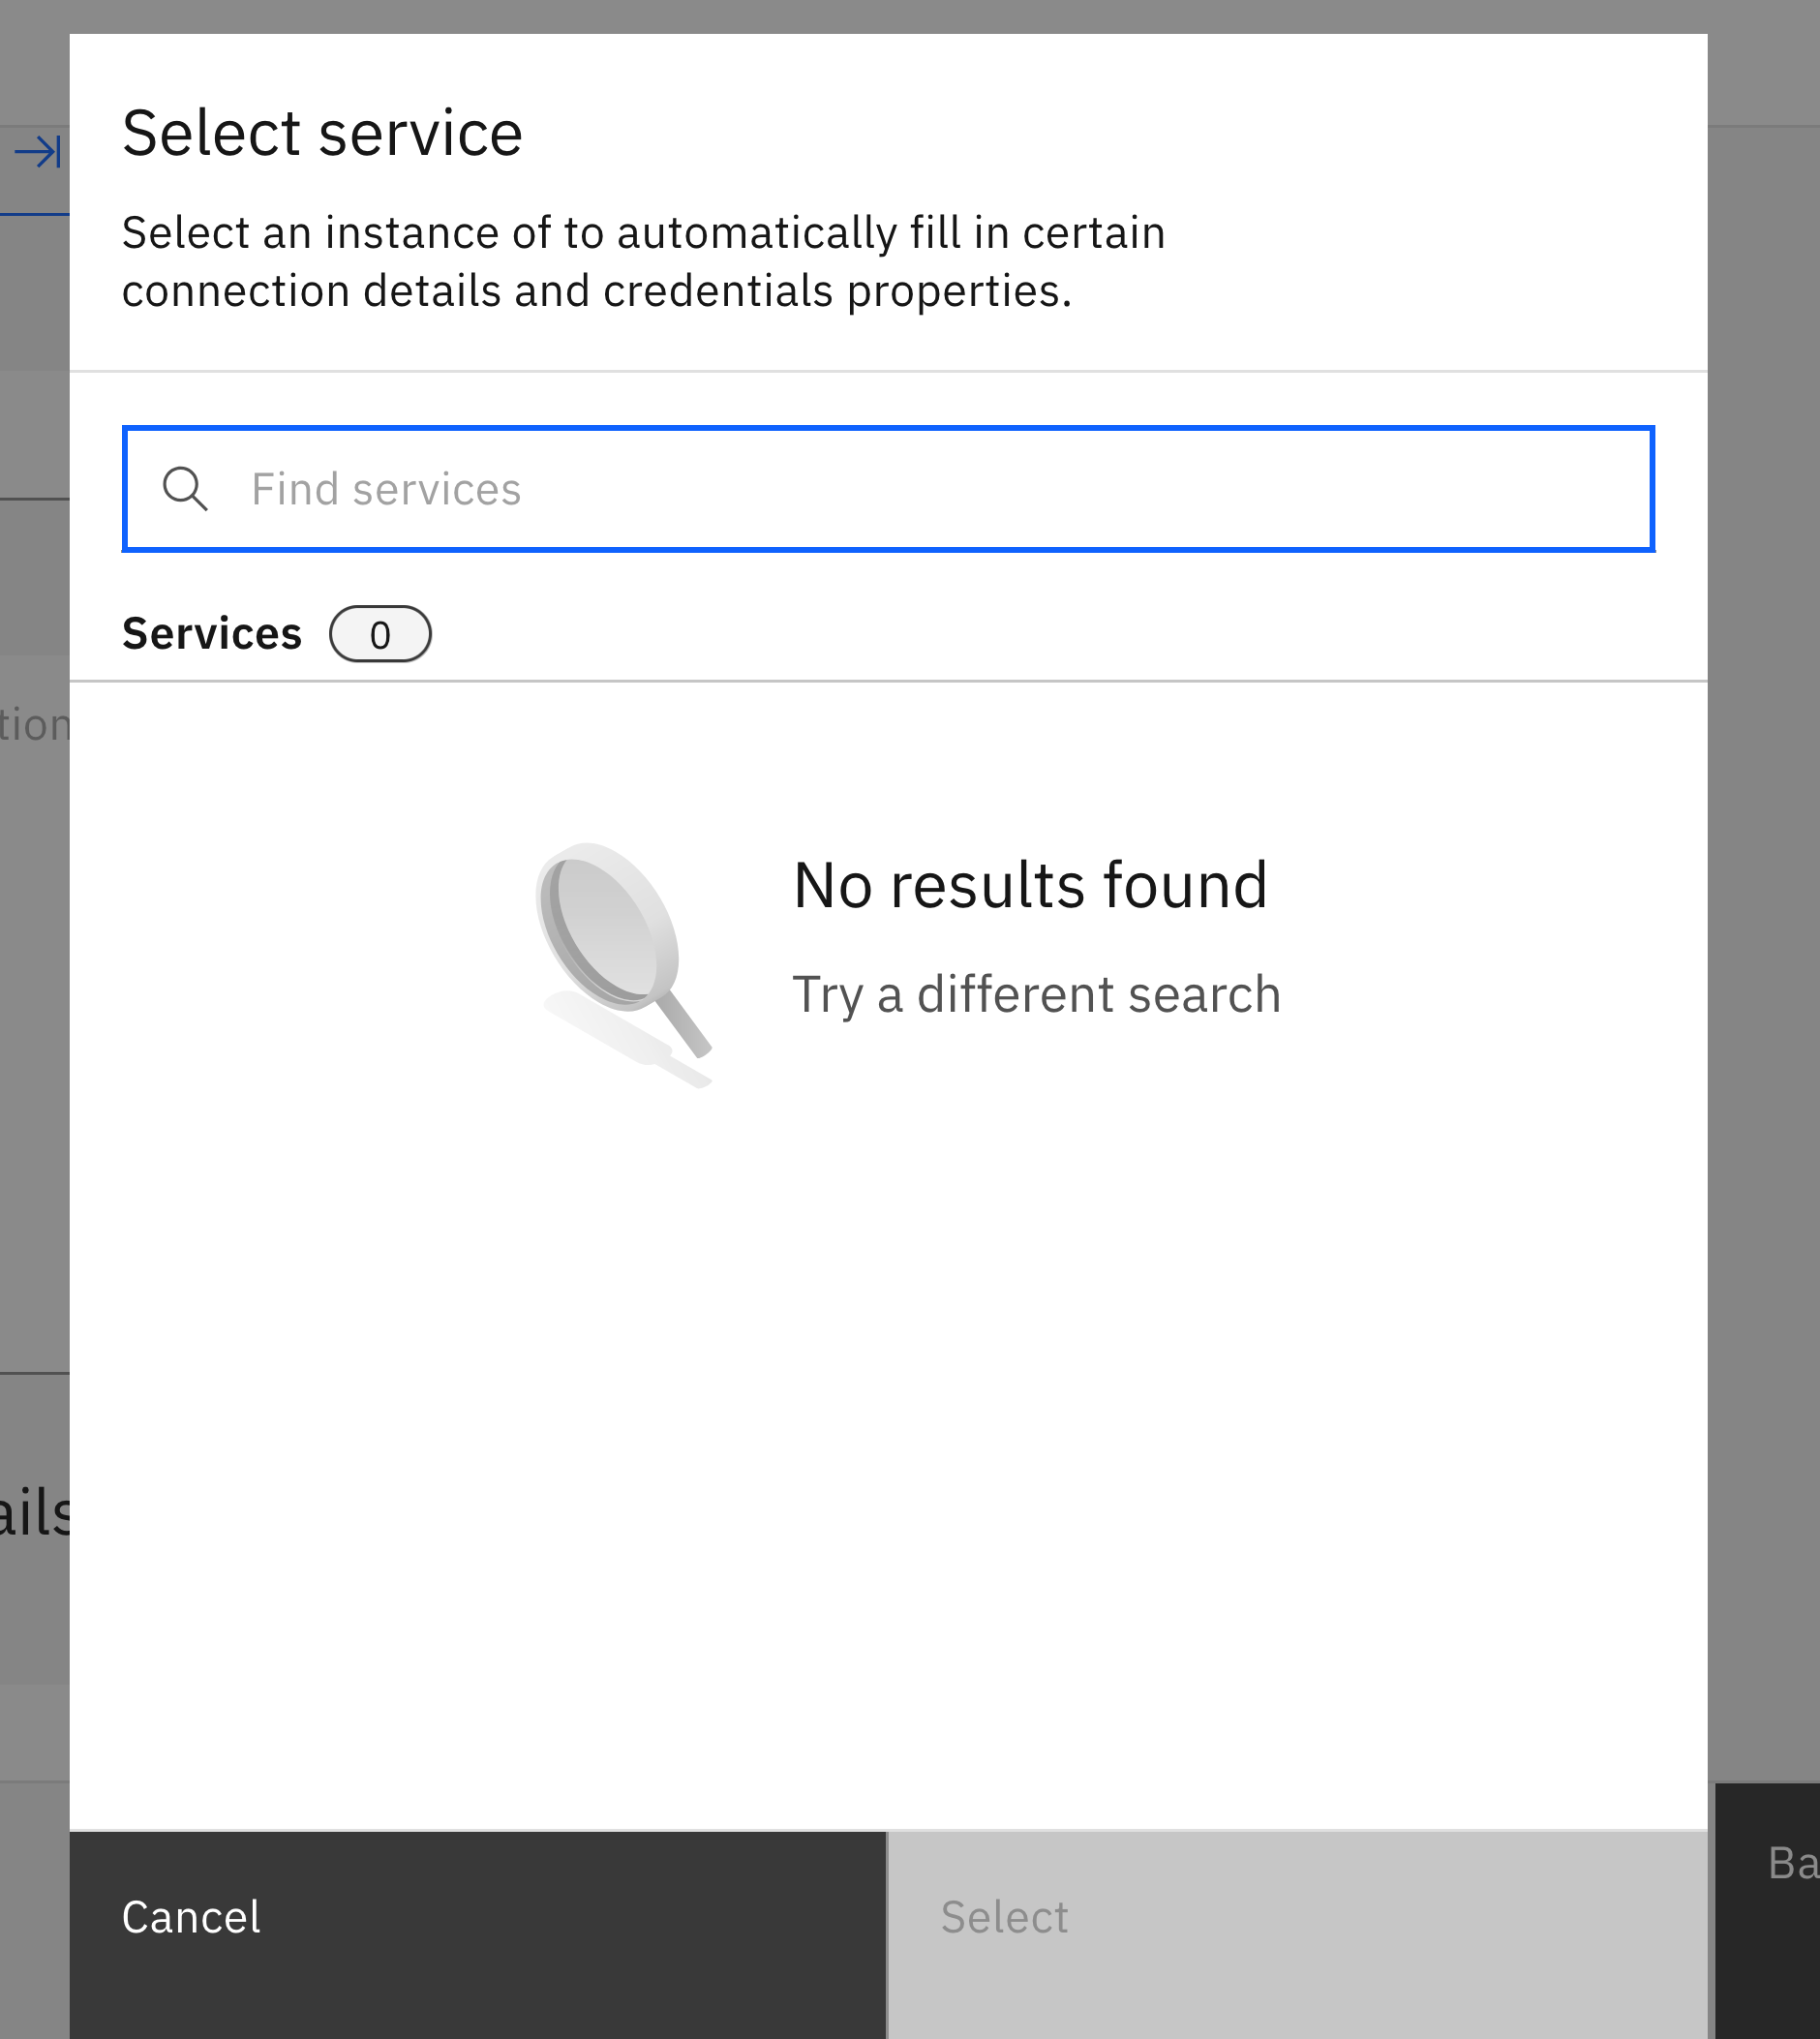 Select service
Select an instance of to automatically fill in certain
connection details and credentials properties.
Find services
Services 0
tion
No results found
Try a different search
ails
Ba
Cancel
Select